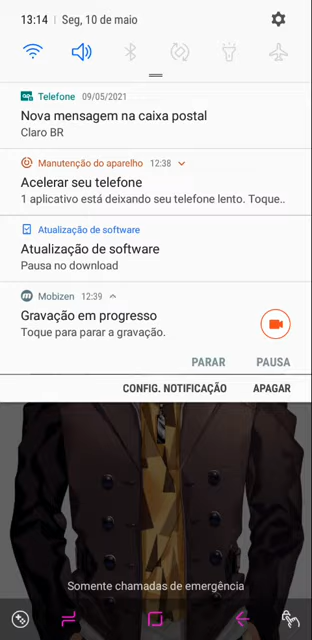 13:14 | Seg, 10 de maio
Telefone 09/05/2021
Nova mensagem na caixa postal
Claro BR
Manutenção do aparelho 12:38
Acelerar seu telefone
1 aplicativo está deixando seu telefone lento. Toque..
Atualização de software
Atualização de software
Pausa no download
Mobizen 12:39
Gravação em progresso
Toque para parar a gravação.
PARAR PAUSA
CONFIG. NOTIFICAÇÃO APAGAR
Somente chamadas de emergência